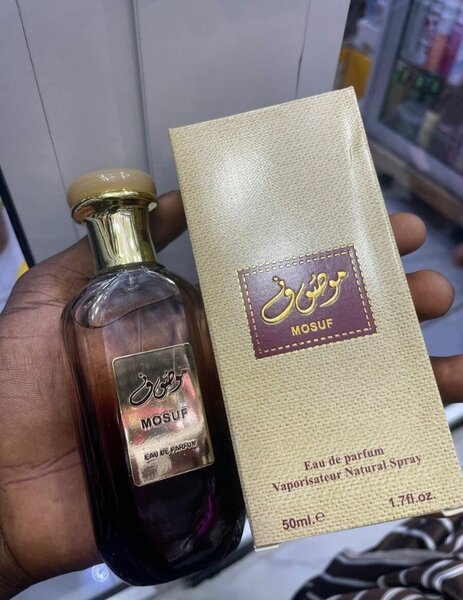 موصوف
MOSUF
EAU DE PARFUM
موصوف
MOSUF
Eau de parfum
Vaporisateur Natural Spray
50ml.e
1.7fl.oz.